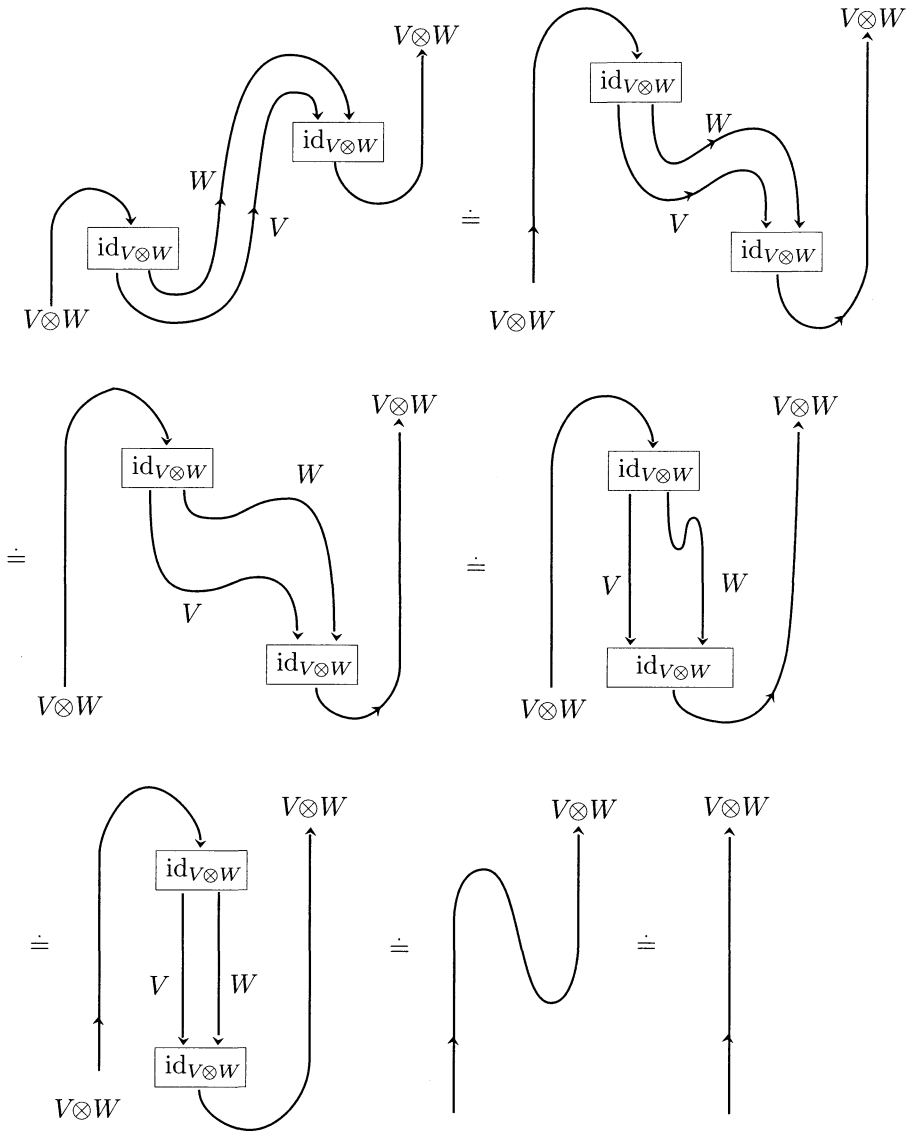 V⊗W V⊗W
id_{V⊗W}
id_{V⊗W} W
W
V ≐ V
id_{V⊗W} id_{V⊗W}
V⊗W V⊗W
V⊗W V⊗W
id_{V⊗W} W id_{V⊗W}
≐ ≐
V V W
id_{V⊗W} id_{V⊗W}
V⊗W V⊗W
V⊗W V⊗W V⊗W
id_{V⊗W}
≐ ≐ ≐
V W
id_{V⊗W}
V⊗W